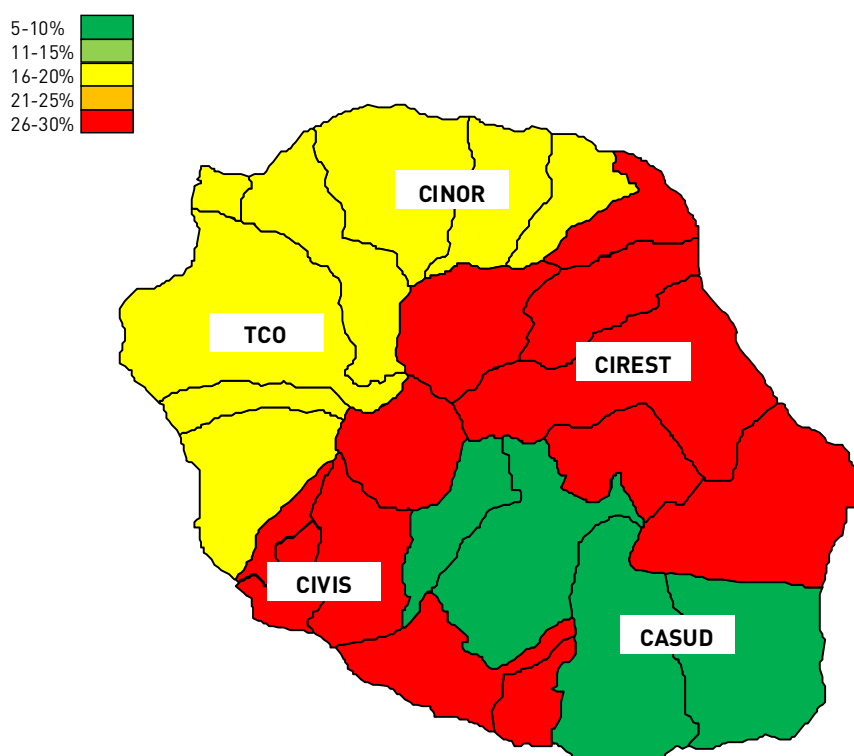 5-10%
11-15%
16-20%
21-25%
26-30%
CINOR
TCO
CIREST
CIVIS
CASUD